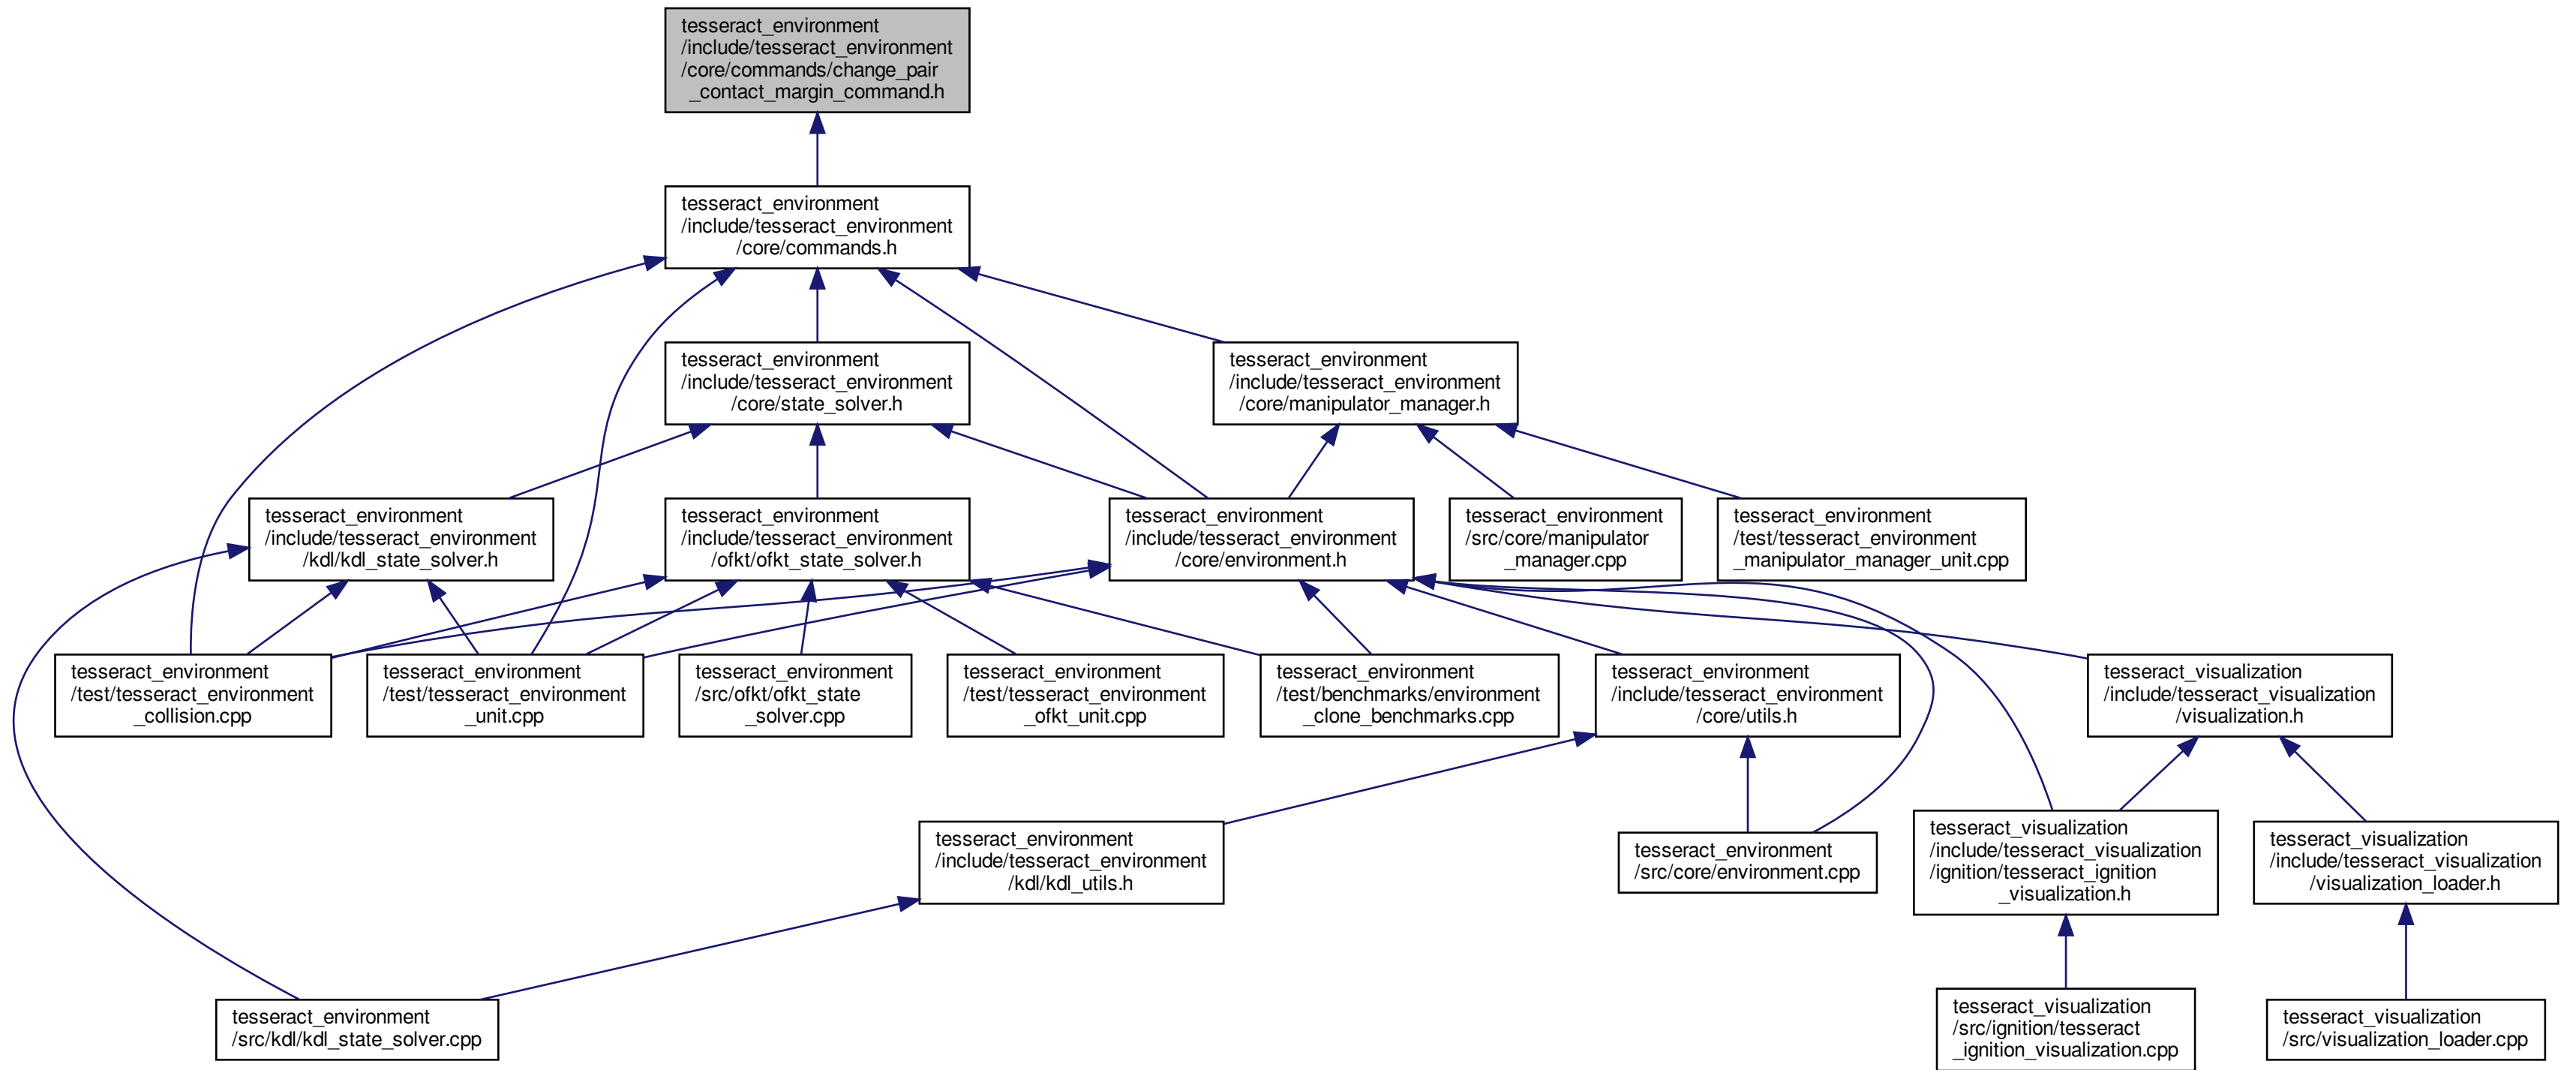 tesseract_environment
/include/tesseract_environment
/core/commands/change_pair
_contact_margin_command.h
tesseract_environment
/include/tesseract_environment
/core/commands.h
tesseract_environment
/include/tesseract_environment
/core/state_solver.h
tesseract_environment
/include/tesseract_environment
/core/manipulator_manager.h
tesseract_environment
/include/tesseract_environment
/kdl/kdl_state_solver.h
tesseract_environment
/include/tesseract_environment
/ofkt/ofkt_state_solver.h
tesseract_environment
/include/tesseract_environment
/core/environment.h
tesseract_environment
/src/core/manipulator
_manager.cpp
tesseract_environment
/test/tesseract_environment
_manipulator_manager_unit.cpp
tesseract_environment
/test/tesseract_environment
_collision.cpp
tesseract_environment
/test/tesseract_environment
_unit.cpp
tesseract_environment
/src/ofkt/ofkt_state
_solver.cpp
tesseract_environment
/test/tesseract_environment
_ofkt_unit.cpp
tesseract_environment
/test/benchmarks/environment
_clone_benchmarks.cpp
tesseract_environment
/include/tesseract_environment
/core/utils.h
tesseract_visualization
/include/tesseract_visualization
/visualization.h
tesseract_environment
/include/tesseract_environment
/kdl/kdl_utils.h
tesseract_environment
/src/core/environment.cpp
tesseract_visualization
/include/tesseract_visualization
/ignition/tesseract_ignition
_visualization.h
tesseract_visualization
/include/tesseract_visualization
/visualization_loader.h
tesseract_environment
/src/kdl/kdl_state_solver.cpp
tesseract_visualization
/src/ignition/tesseract
_ignition_visualization.cpp
tesseract_visualization
/src/visualization_loader.cpp